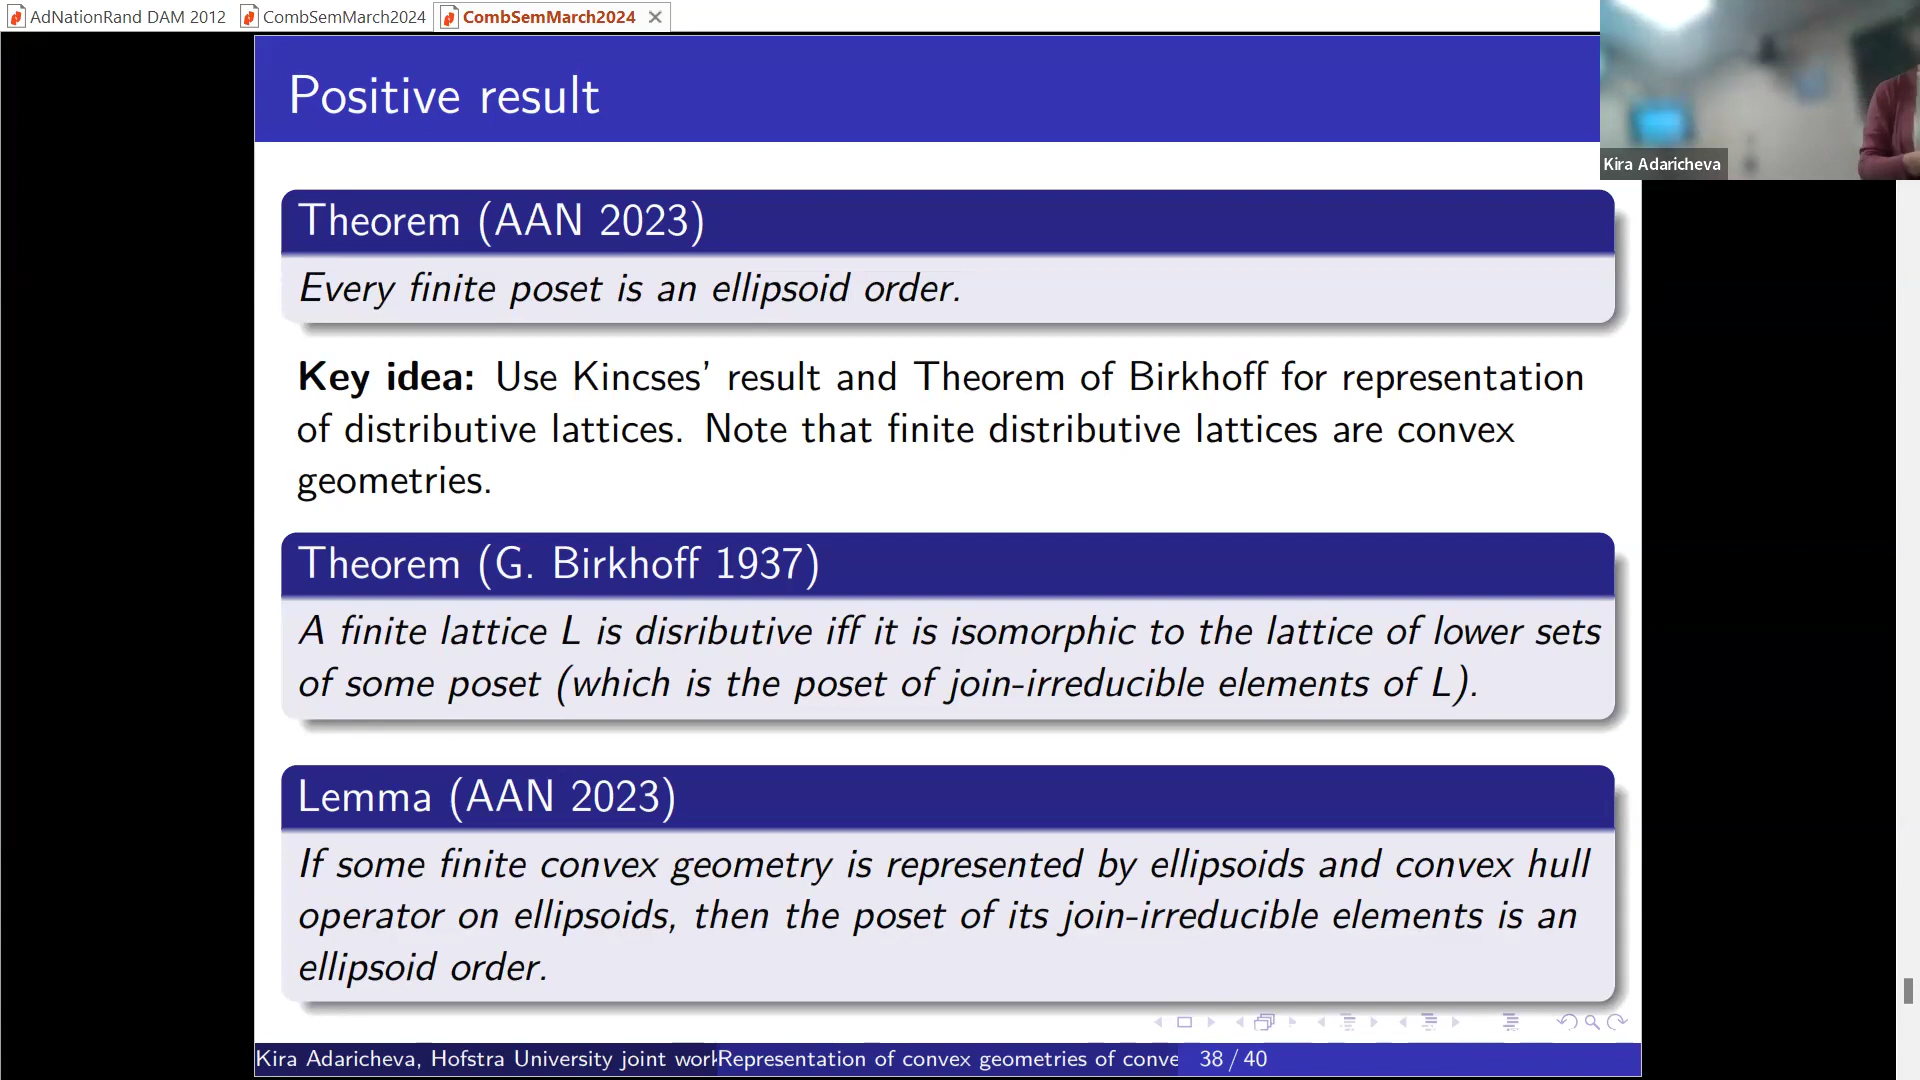 AdNationRand DAM 2012 CombSemMarch2024 CombSemMarch2024
Positive result
Kira Adaricheva
Theorem (AAN 2023)
Every finite poset is an ellipsoid order.
Key idea: Use Kincses' result and Theorem of Birkhoff for representation
of distributive lattices. Note that finite distributive lattices are convex
geometries.
Theorem (G. Birkhoff 1937)
A finite lattice L is disributive iff it is isomorphic to the lattice of lower sets
of some poset (which is the poset of join-irreducible elements of L).
Lemma (AAN 2023)
If some finite convex geometry is represented by ellipsoids and convex hull
operator on ellipsoids, then the poset of its join-irreducible elements is an
ellipsoid order.
Kira Adaricheva, Hofstra University joint work Representation of convex geometries of conve 38 / 40